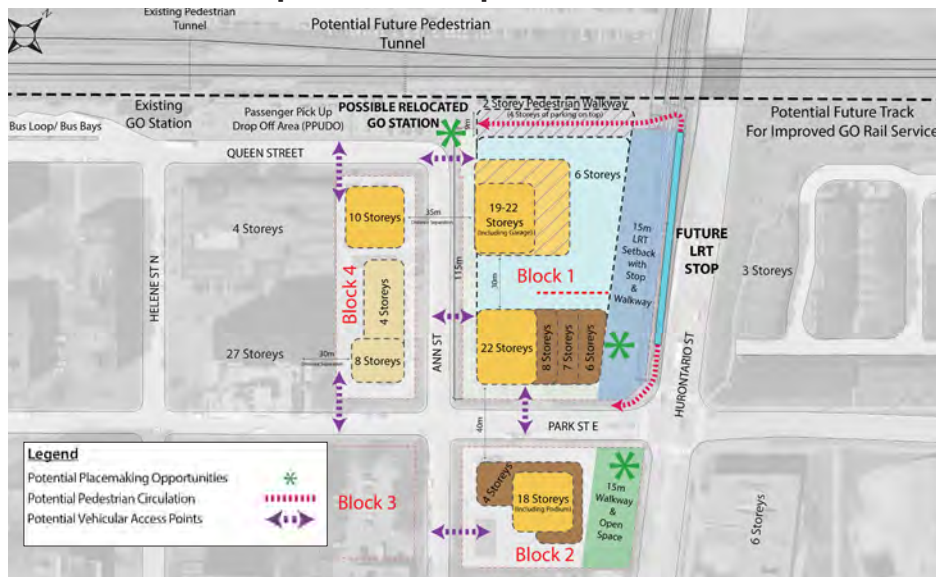 Existing Pedestrian
Tunnel
Potential Future Pedestrian
Tunnel
Existing
GO Station
Bus Loop/ Bus Bays
Passenger Pick Up
Drop Off Area (PPUDO)
POSSIBLE RELOCATED
GO STATION
2 Storey Pedestrian Walkway
(4 Storeys of parking on top)
9m
Potential Future Track
For Improved GO Rail Service
QUEEN STREET
HELENE ST N
4 Storeys
27 Storeys
10 Storeys
4 Storeys
8 Storeys
Block 4
30m
35m
ANN ST
115m
19-22
Storeys
(Including Garage)
6 Storeys
Block 1
30m
22 Storeys
8 Storeys
7 Storeys
6 Storeys
15m
LRT
Setback
with
Stop
&
Walkway
FUTURE
LRT
STOP
3 Storeys
HURONTARIO ST
PARK ST E
40m
Legend
Potential Placemaking Opportunities
Potential Pedestrian Circulation
Potential Vehicular Access Points
Block 3
4 Storeys
18 Storeys
(Including Podium)
Block 2
15m
Walkway
&
Open
Space
6 Storeys